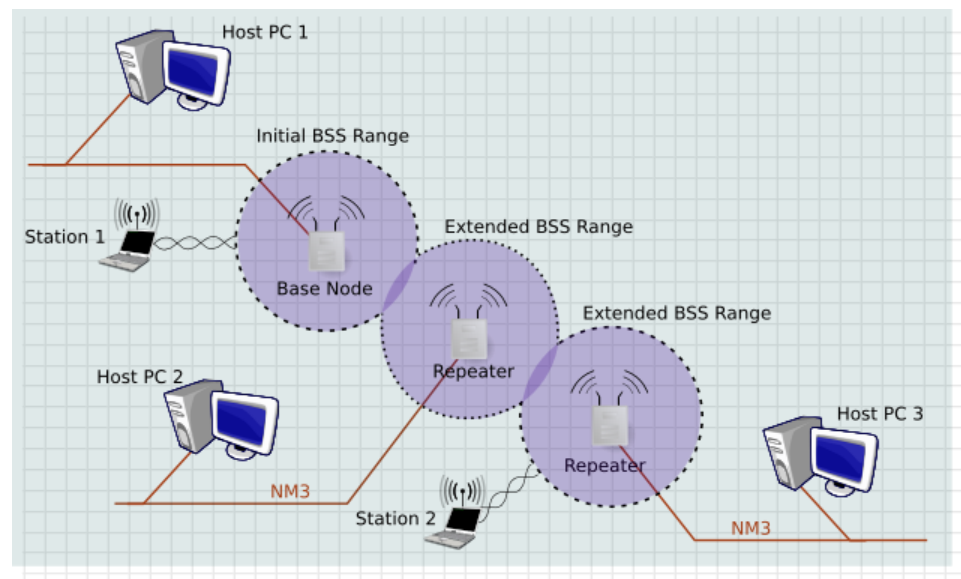 Host PC 1
Initial BSS Range
Station 1
Extended BSS Range
Base Node
Extended BSS Range
Repeater
Host PC 2
Host PC 3
Repeater
NM3
Station 2
NM3